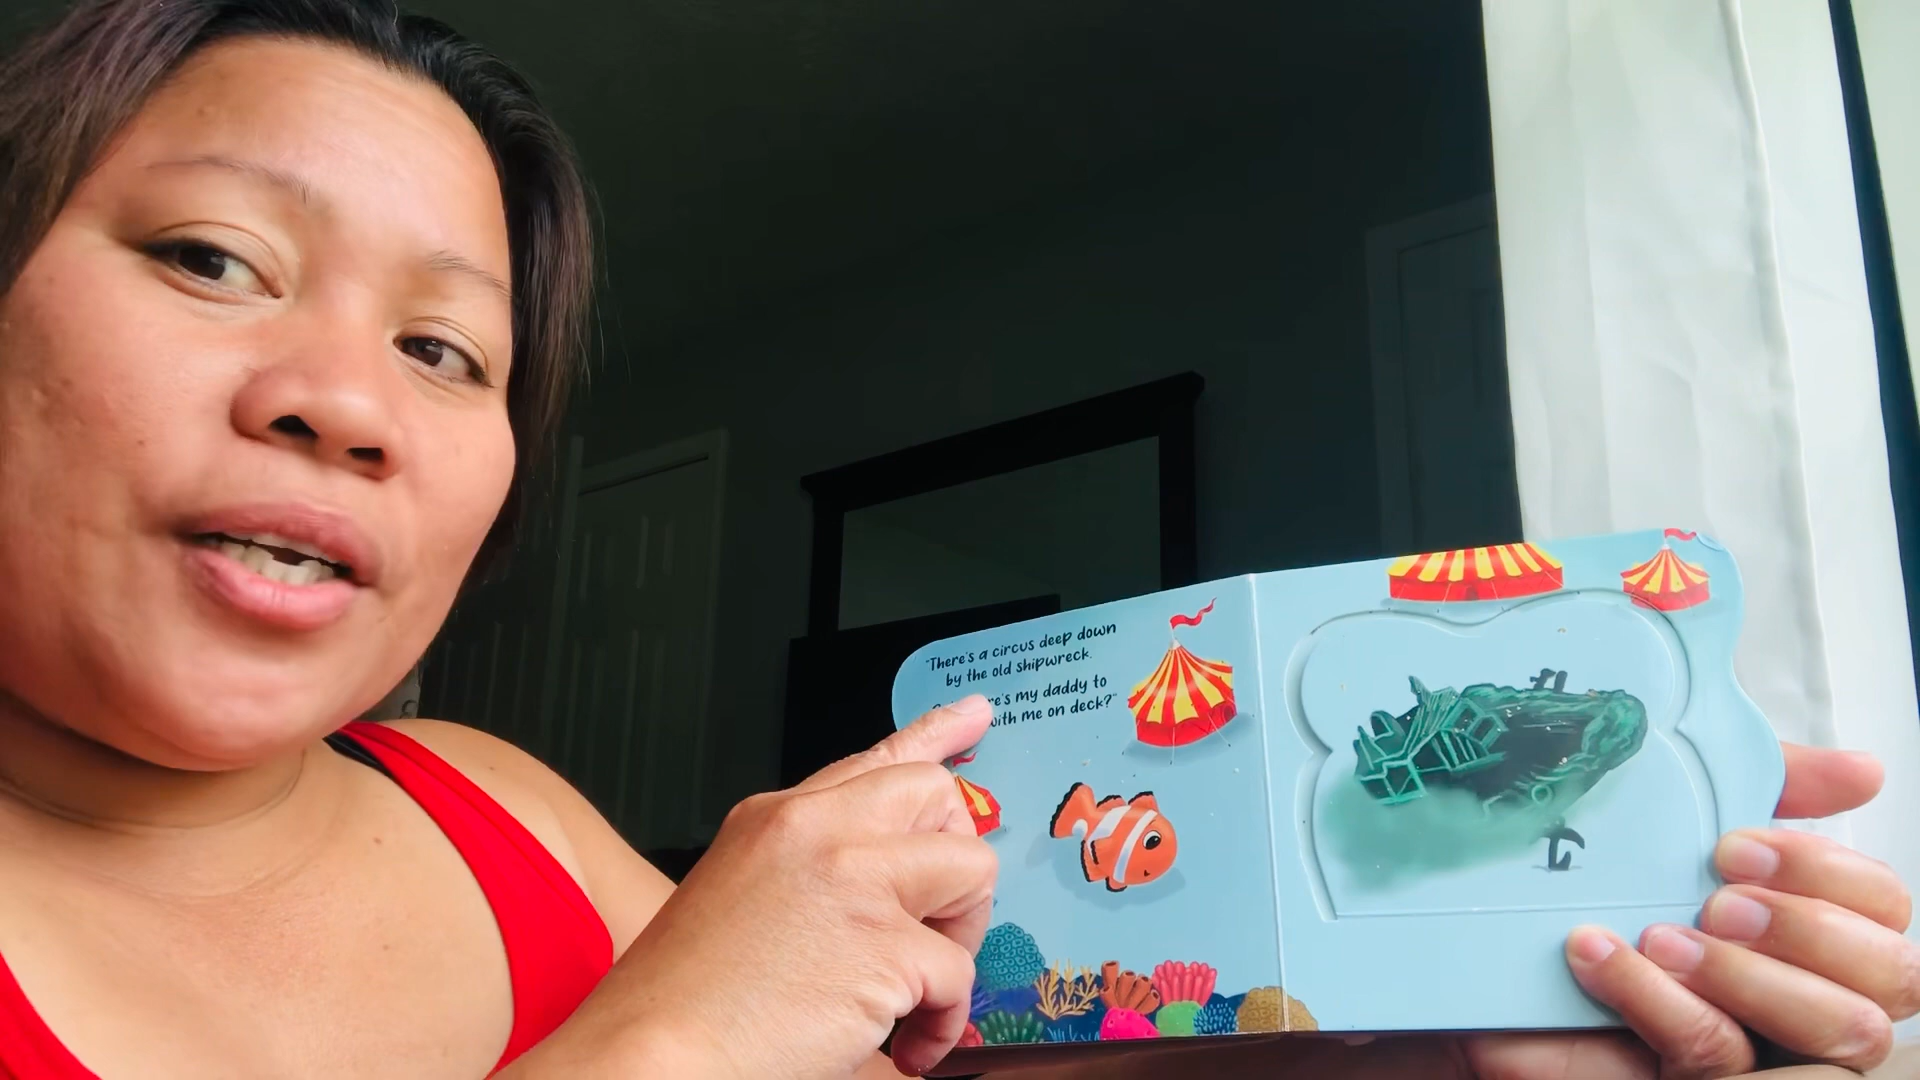 "There's a circus deep down
by the old shipwreck.
my daddy to
with me on deck?"